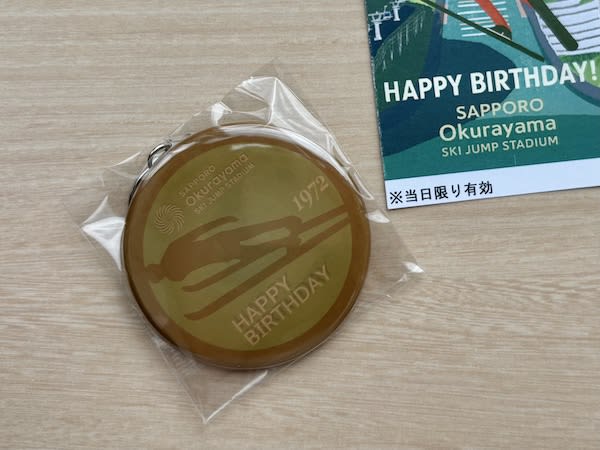 SAPPORO
Okurayama
SKI JUMP STADIUM
1972
HAPPY
BIRTHDAY
HAPPY BIRTHDAY!
SAPPORO
Okurayama
SKI JUMP STADIUM
※当日限り有効